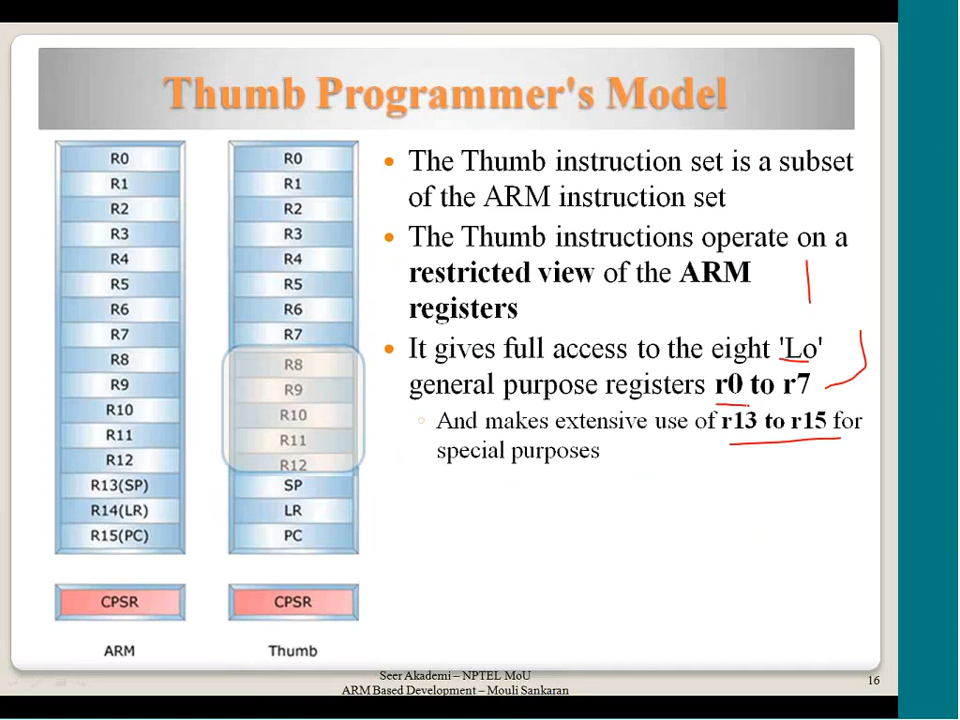 Thumb Programmer's Model
R0
R1
R2
R3
R4
R5
R6
R7
R8
R9
R10
R11
R12
R13(SP)
R14(LR)
R15(PC)
CPSR
ARM
R0
R1
R2
R3
R4
R5
R6
R7
R8
R9
R10
R11
R12
SP
LR
PC
CPSR
Thumb
• The Thumb instruction set is a subset
of the ARM instruction set
• The Thumb instructions operate on a
restricted view of the ARM
registers
• It gives full access to the eight 'Lo'
general purpose registers r0 to r7
◦ And makes extensive use of r13 to r15 for
special purposes
Seer Akademi – NPTEL MoU
ARM Based Development – Mouli Sankaran
16